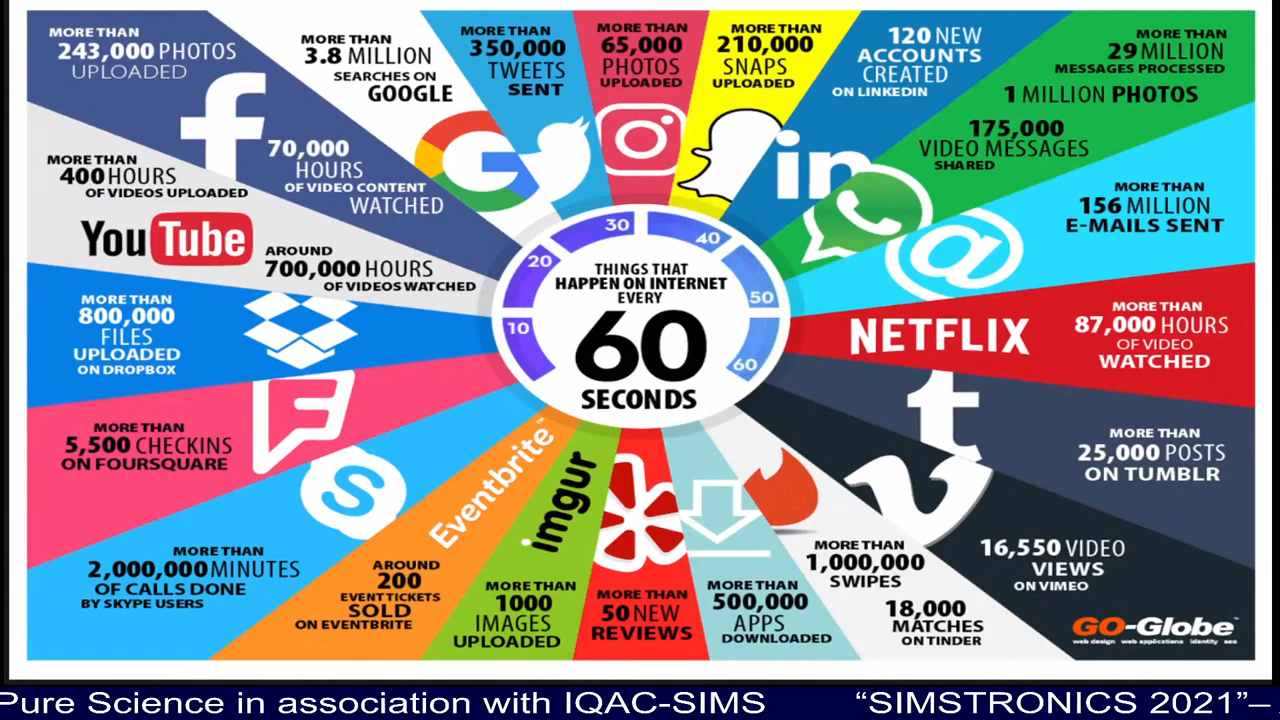 MORE THAN
243,000 PHOTOS
UPLOADED
70,000
HOURS
OF VIDEO CONTENT
WATCHED
MORE THAN
3.8 MILLION
SEARCHES ON
GOOGLE
MORE THAN
350,000
TWEETS
SENT
MORE THAN
65,000
PHOTOS
UPLOADED
MORE THAN
210,000
SNAPS
UPLOADED
120 NEW
ACCOUNTS
CREATED
ON LINKEDIN
in
MORE THAN
29 MILLION
MESSAGES PROCESSED
1 MILLION PHOTOS
175,000
VIDEO MESSAGES
SHARED
MORE THAN
156 MILLION
E-MAILS SENT
@
NETFLIX
MORE THAN
87,000 HOURS
OF VIDEO
WATCHED
t
MORE THAN
25,000 POSTS
ON TUMBLR
v
16,550 VIDEO
VIEWS
ON VIMEO
GO-Globe™
web design web applications identity seo
MORE THAN
1,000,000
SWIPES
18,000
MATCHES
ON TINDER
MORE THAN
500,000
APPS
DOWNLOADED
MORE THAN
50 NEW
REVIEWS
imgur
MORE THAN
1000
IMAGES
UPLOADED
Eventbrite™
AROUND
200
EVENT TICKETS
SOLD
ON EVENTBRITE
S
MORE THAN
2,000,000 MINUTES
OF CALLS DONE
BY SKYPE USERS
F
MORE THAN
5,500 CHECKINS
ON FOURSQUARE
MORE THAN
800,000
FILES
UPLOADED
ON DROPBOX
MORE THAN
400 HOURS
OF VIDEOS UPLOADED
YouTube
AROUND
700,000 HOURS
OF VIDEOS WATCHED
f
G
10
20
30
40
50
60
THINGS THAT
HAPPEN ON INTERNET
EVERY
60
SECONDS
Pure Science in association with IQAC-SIMS "SIMSTRONICS 2021"–